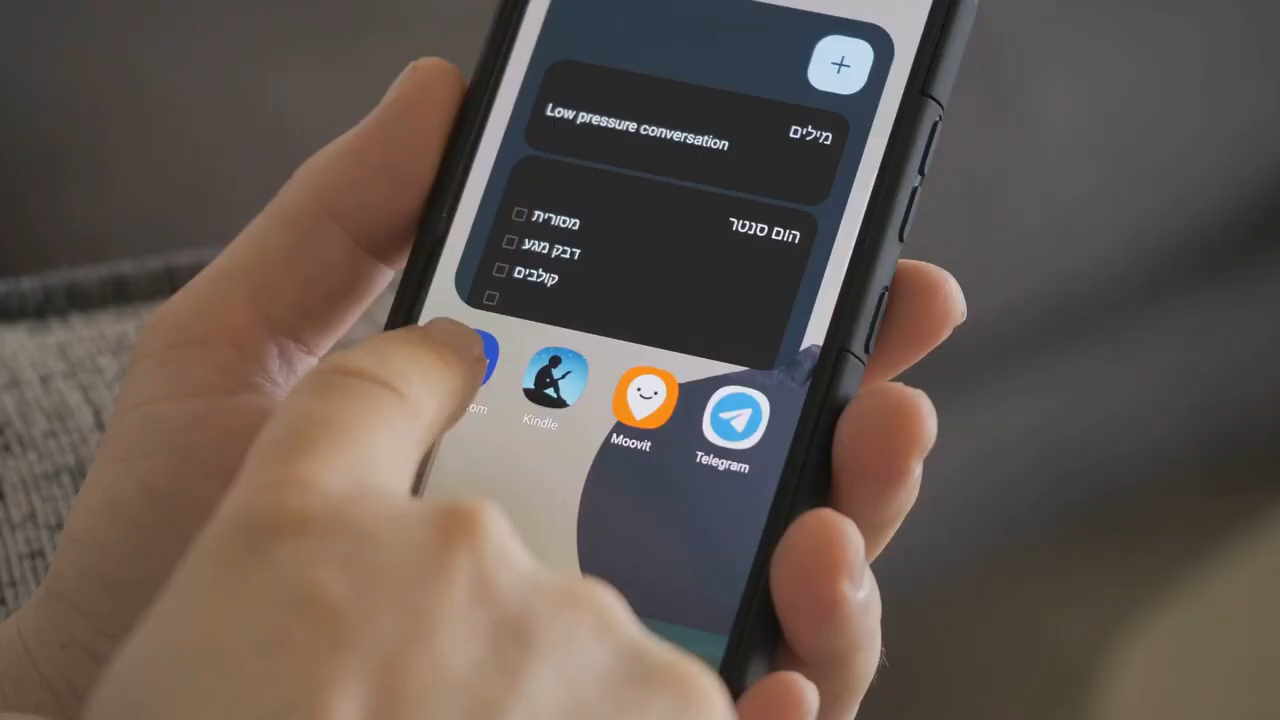 מילים
Low pressure conversation
הום סנטר
מסורית
דבק מגע
קולבים
Kindle
Moovit
Telegram